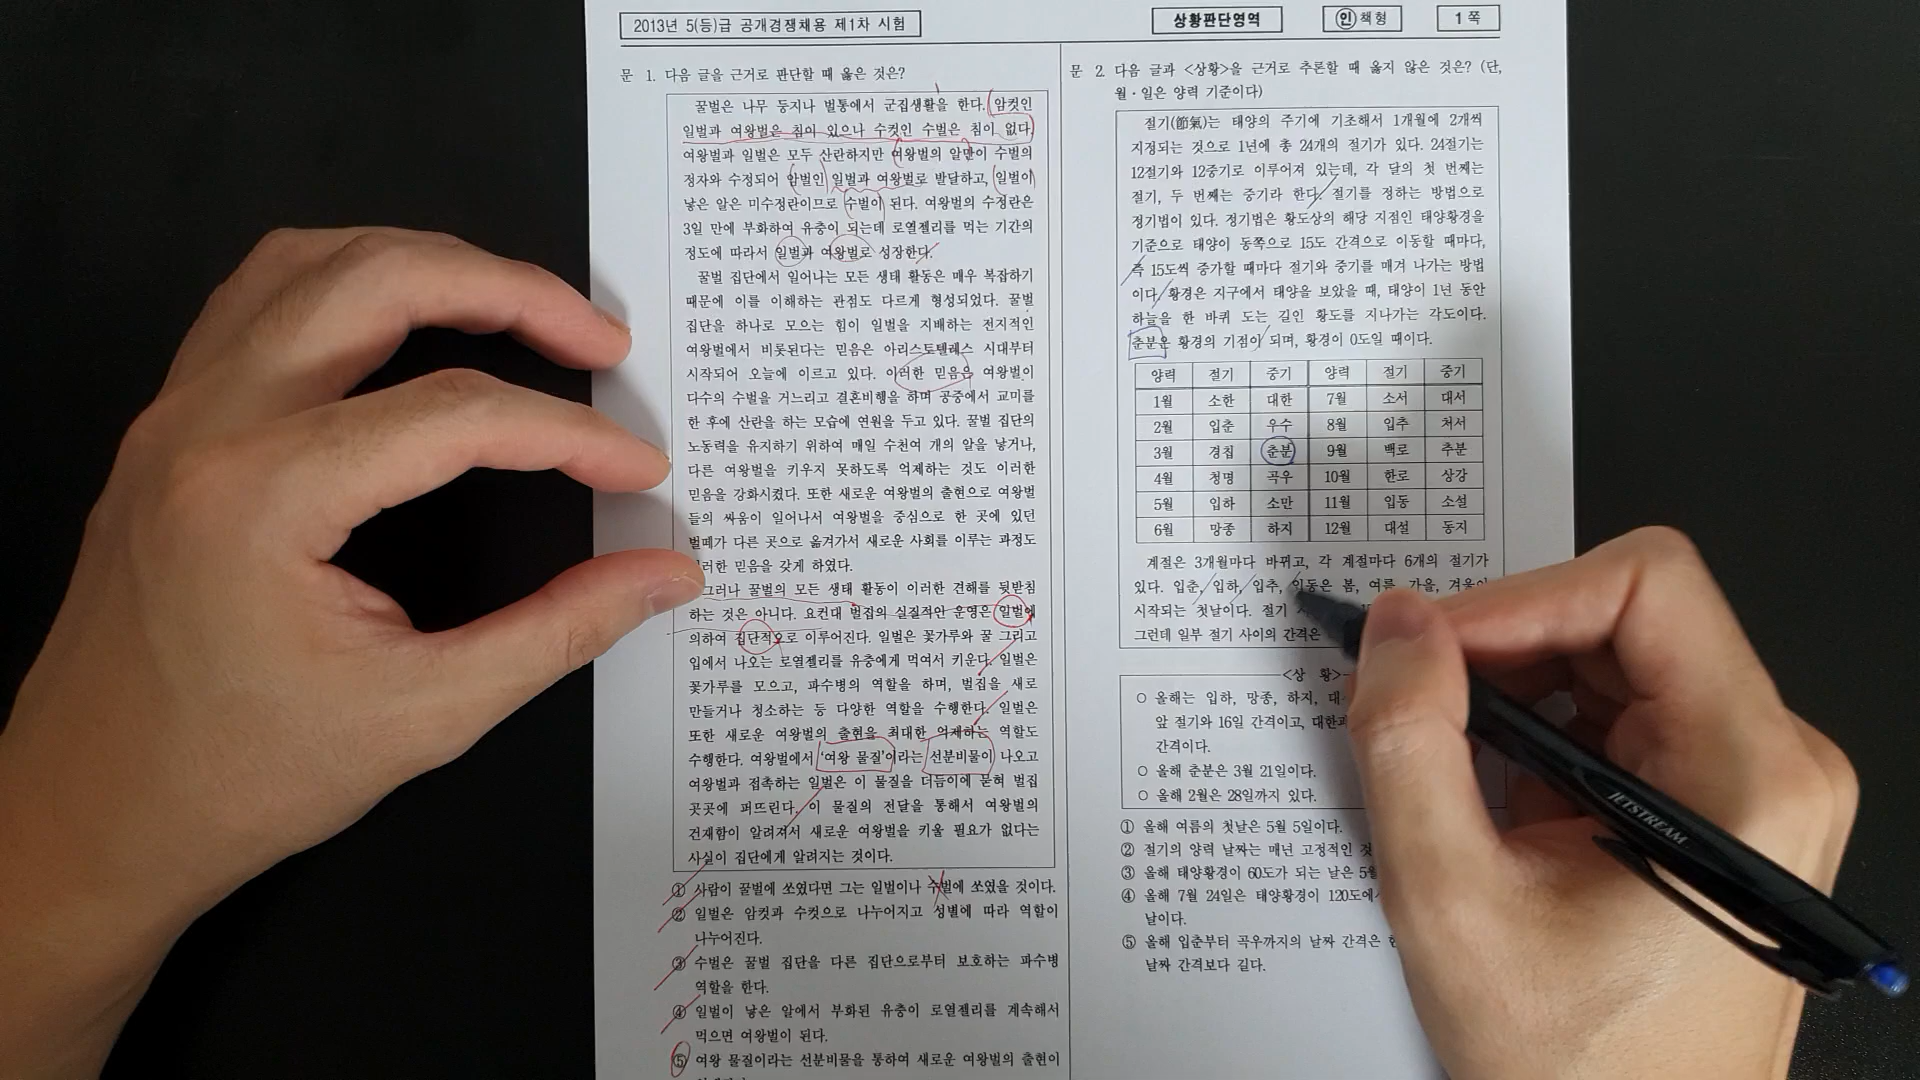 2013년 5(등)급 공개경쟁채용 제1차 시험
상황판단영역
인 책형
1 쪽
문 1. 다음 글을 근거로 판단할 때 옳은 것은?
꿀벌은 나무 둥지나 벌통에서 군집생활을 한다. 암컷인
일벌과 여왕벌은 침이 있으나 수컷인 수벌은 침이 없다.
여왕벌과 일벌은 모두 산란하지만 여왕벌의 알만이 수벌의
정자와 수정되어 암벌인 일벌과 여왕벌로 발달하고, 일벌이
낳은 알은 미수정란이므로 수벌이 된다. 여왕벌의 수정란은
3일 만에 부화하여 유충이 되는데 로열젤리를 먹는 기간의
정도에 따라서 일벌과 여왕벌로 성장한다.
꿀벌 집단에서 일어나는 모든 생태 활동은 매우 복잡하기
때문에 이를 이해하는 관점도 다르게 형성되었다. 꿀벌
집단을 하나로 모으는 힘이 일벌을 지배하는 전지적인
여왕벌에서 비롯된다는 믿음은 아리스토텔레스 시대부터
시작되어 오늘에 이르고 있다. 이러한 믿음은 여왕벌이
다수의 수벌을 거느리고 결혼비행을 하며 공중에서 교미를
한 후에 산란을 하는 모습에 연원을 두고 있다. 꿀벌 집단의
노동력을 유지하기 위하여 매일 수천여 개의 알을 낳거나,
다른 여왕벌을 키우지 못하도록 억제하는 것도 이러한
믿음을 강화시켰다. 또한 새로운 여왕벌의 출현으로 여왕벌
들의 싸움이 일어나서 여왕벌을 중심으로 한 곳에 있던
벌떼가 다른 곳으로 옮겨가서 새로운 사회를 이루는 과정도
러한 믿음을 갖게 하였다.
그러나 꿀벌의 모든 생태 활동이 이러한 견해를 뒷받침
하는 것은 아니다. 요컨대 벌집의 실질적인 운영은 일벌에
의하여 집단적으로 이루어진다. 일벌은 꽃가루와 꿀 그리고
입에서 나오는 로열젤리를 유충에게 먹여서 키운다. 일벌은
꽃가루를 모으고, 파수병의 역할을 하며, 벌집을 새로
만들거나 청소하는 등 다양한 역할을 수행한다. 일벌은
또한 새로운 여왕벌의 출현을 최대한 억제하는 역할도
수행한다. 여왕벌에서 '여왕 물질'이라는 선분비물이 나오고
여왕벌과 접촉하는 일벌은 이 물질을 더듬이에 묻혀 벌집
곳곳에 퍼뜨린다. 이 물질의 전달을 통해서 여왕벌의
건재함이 알려져서 새로운 여왕벌을 키울 필요가 없다는
사실이 집단에게 알려지는 것이다.
① 사람이 꿀벌에 쏘였다면 그는 일벌이나 수벌에 쏘였을 것이다.
② 일벌은 암컷과 수컷으로 나누어지고 성별에 따라 역할이
나누어진다.
③ 수벌은 꿀벌 집단을 다른 집단으로부터 보호하는 파수병
역할을 한다.
④ 일벌이 낳은 알에서 부화된 유충이 로열젤리를 계속해서
먹으면 여왕벌이 된다.
⑤ 여왕 물질이라는 선분비물을 통하여 새로운 여왕벌의 출현이
문 2. 다음 글과 <상황>을 근거로 추론할 때 옳지 않은 것은? (단,
월·일은 양력 기준이다)
절기(節氣)는 태양의 주기에 기초해서 1개월에 2개씩
지정되는 것으로 1년에 총 24개의 절기가 있다. 24절기는
12절기와 12중기로 이루어져 있는데, 각 달의 첫 번째는
절기, 두 번째는 중기라 한다. 절기를 정하는 방법으로
정기법이 있다. 정기법은 황도상의 해당 지점인 태양황경을
기준으로 태양이 동쪽으로 15도 간격으로 이동할 때마다,
즉 15도씩 증가할 때마다 절기와 중기를 매겨 나가는 방법
이다. 황경은 지구에서 태양을 보았을 때, 태양이 1년 동안
하늘을 한 바퀴 도는 길인 황도를 지나가는 각도이다.
춘분은 황경의 기점이 되며, 황경이 0도일 때이다.
양력 절기 중기 양력 절기 중기
1월 소한 대한 7월 소서 대서
2월 입춘 우수 8월 입추 처서
3월 경칩 춘분 9월 백로 추분
4월 청명 곡우 10월 한로 상강
5월 입하 소만 11월 입동 소설
6월 망종 하지 12월 대설 동지
계절은 3개월마다 바뀌고, 각 계절마다 6개의 절기가
있다. 입춘, 입하, 입추, 입동은 봄, 여름, 가을, 겨울이
시작되는 첫날이다. 절기
그런데 일부 절기 사이의 간격은
<상 황>
○ 올해는 입하, 망종, 하지, 대
앞 절기와 16일 간격이고, 대한과
간격이다.
○ 올해 춘분은 3월 21일이다.
○ 올해 2월은 28일까지 있다.
① 올해 여름의 첫날은 5월 5일이다.
② 절기의 양력 날짜는 매년 고정적인 것
③ 올해 태양황경이 60도가 되는 날은 5월
④ 올해 7월 24일은 태양황경이 120도에서
날이다.
⑤ 올해 입춘부터 곡우까지의 날짜 간격은
날짜 간격보다 길다.
JETSTREAM